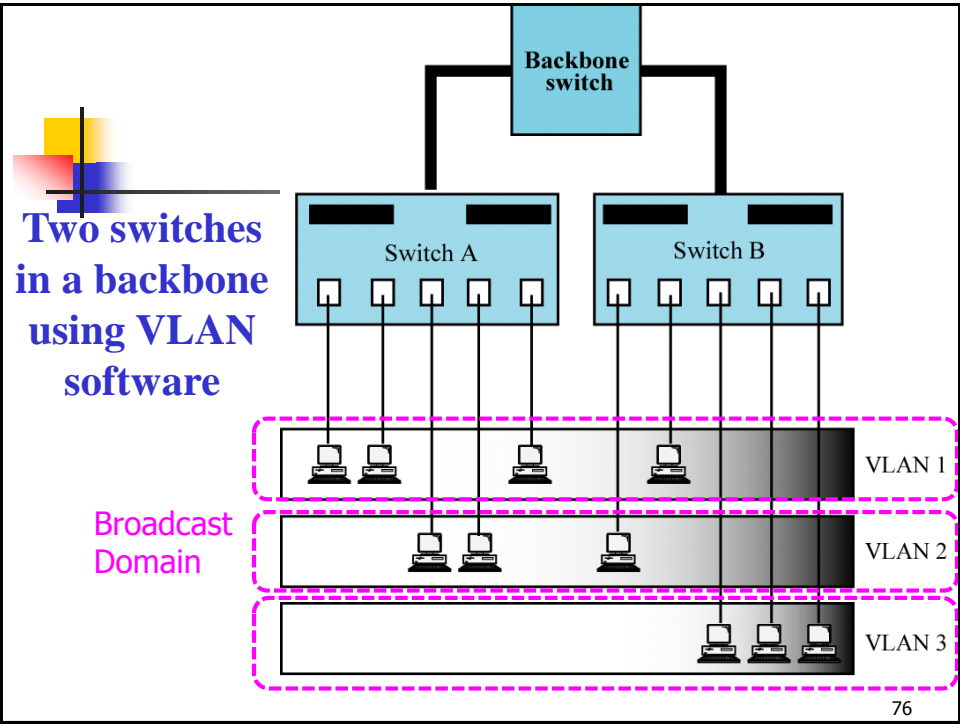 Backbone
switch
Two switches
in a backbone
using VLAN
software
Switch A
Switch B
VLAN 1
Broadcast
Domain
VLAN 2
VLAN 3
76